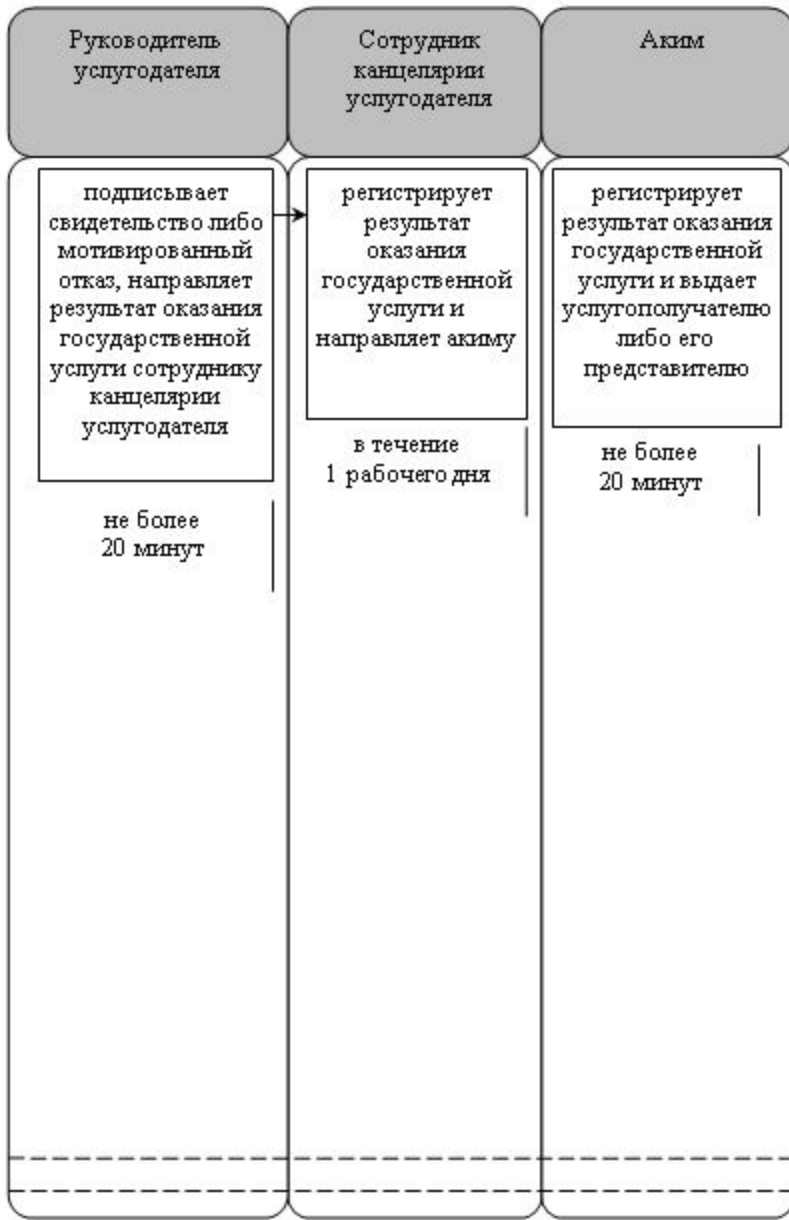 Руководитель
услугодателя
Сотрудник
канцелярии
услугодателя
Аким
подписывает
свидетельство либо
мотивированный
отказ, направляет
результат оказания
государственной
услуги сотруднику
канцелярии
услугодателя
не более
20 минут
регистрирует
результат
оказания
государственной
услуги и
направляет акиму
в течение
1 рабочего дня
регистрирует
результат оказания
государственной
услуги и выдает
услугополучателю
либо его
представителю
не более
20 минут